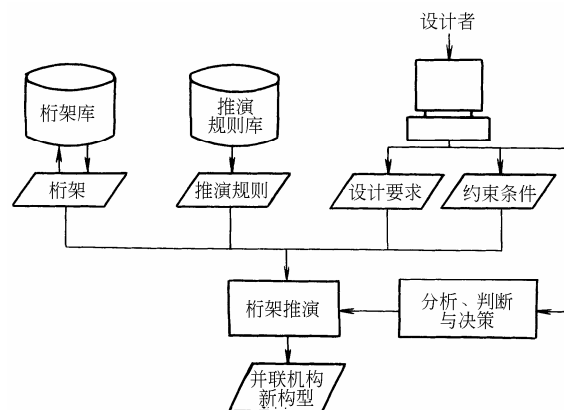 设计者
桁架库
推演
规则库
桁架
推演规则
设计要求
约束条件
桁架推演
分析、判断
与决策
并联机构
新构型